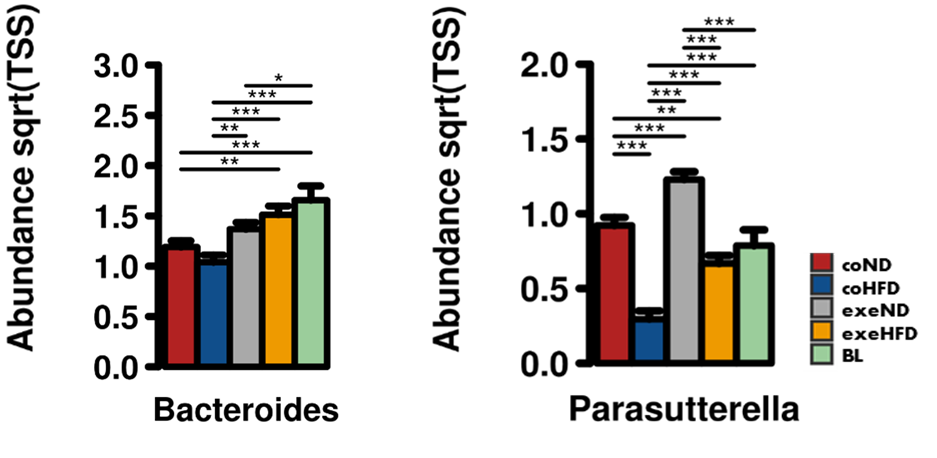 Abundance sqrt(TSS)
3.0
2.5
2.0
1.5
1.0
0.5
0.0
*
***
***
**
***
**
Bacteroides
Abundance sqrt(TSS)
2.0
1.5
1.0
0.5
0.0
***
***
***
***
***
**
***
***
Parasutterella
coND
coHFD
exeND
exeHFD
BL